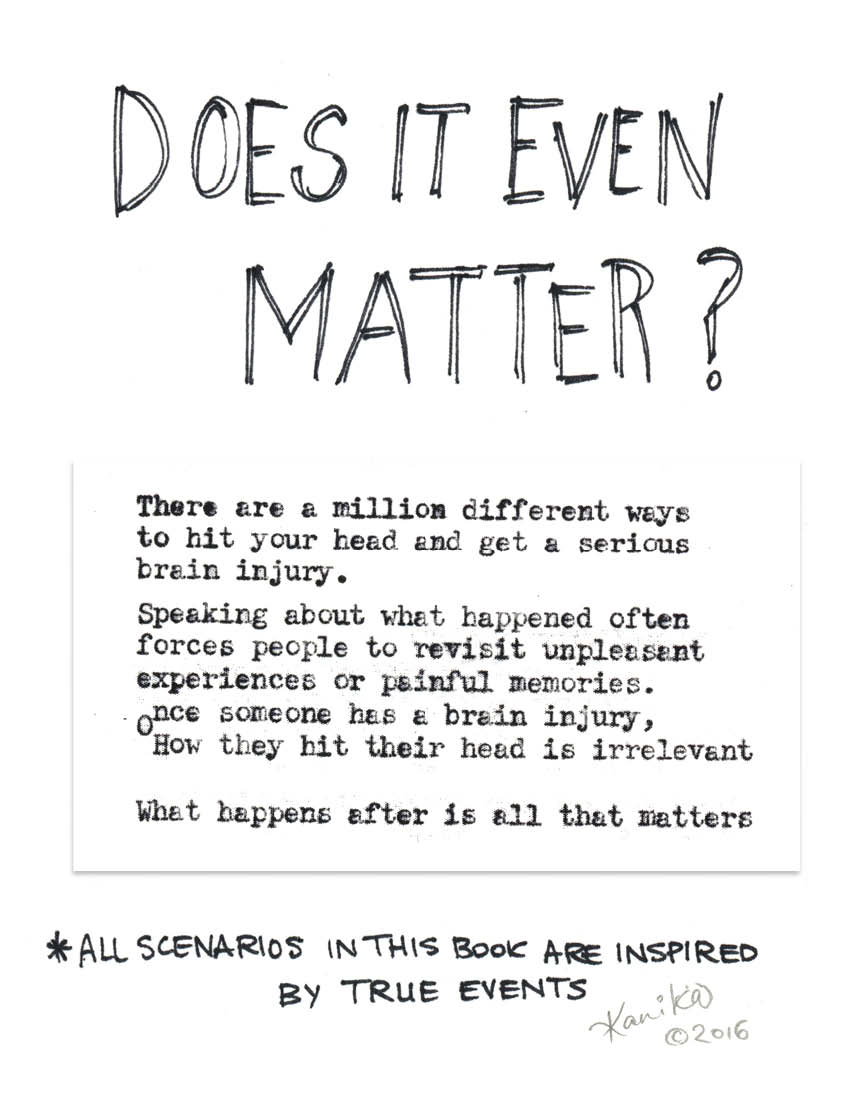 DOES IT EVEN
MATTER?
There are a million different ways
to hit your head and get a serious
brain injury.
Speaking about what happened often
forces people to revisit unpleasant
experiences or painful memories.
Once someone has a brain injury,
How they hit their head is irrelevant
What happens after is all that matters
*ALL SCENARIOS IN THIS BOOK ARE INSPIRED
BY TRUE EVENTS
Kanika
©2016